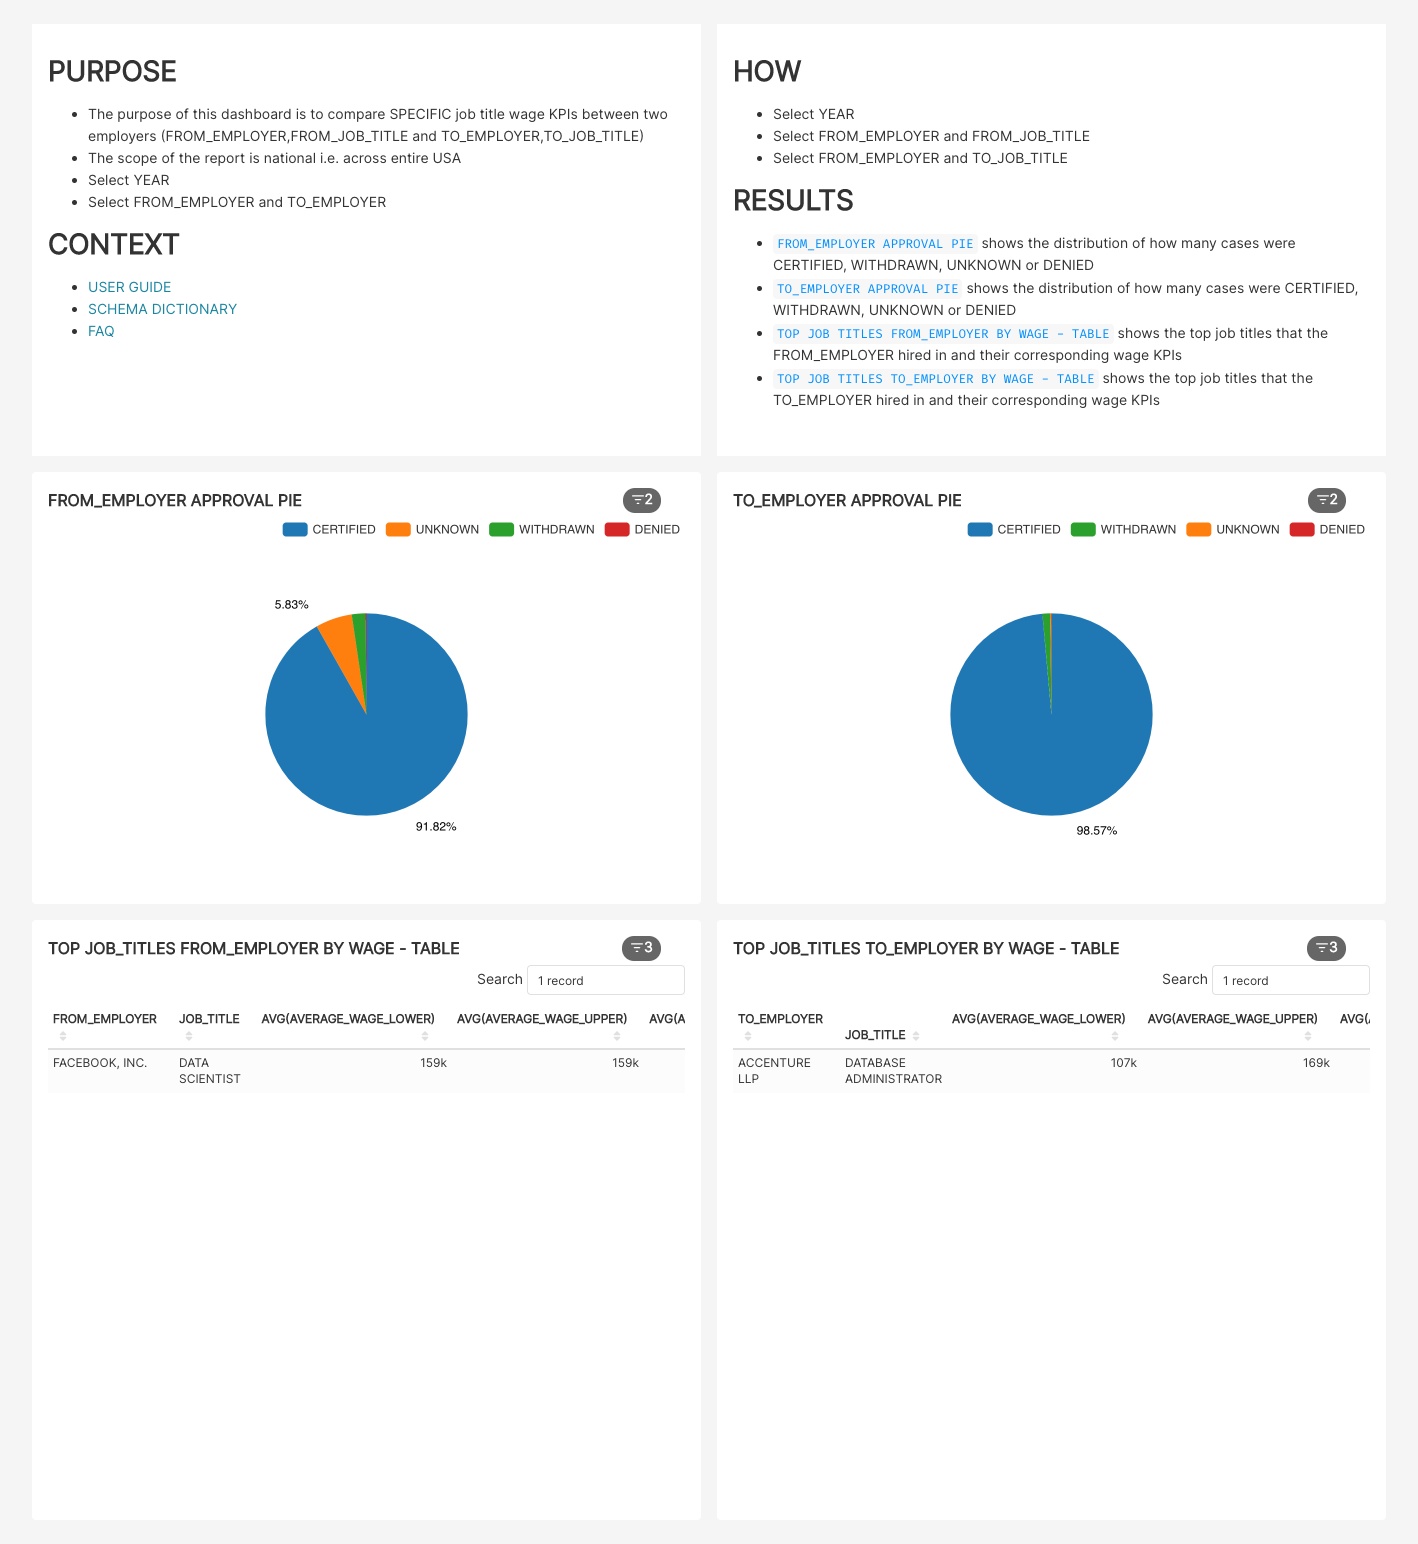 PURPOSE
The purpose of this dashboard is to compare SPECIFIC job title wage KPIs between two
employers (FROM_EMPLOYER,FROM_JOB_TITLE and TO_EMPLOYER,TO_JOB_TITLE)
The scope of the report is national i.e. across entire USA
Select YEAR
Select FROM_EMPLOYER and TO_EMPLOYER
CONTEXT
USER GUIDE
SCHEMA DICTIONARY
FAQ
HOW
Select YEAR
Select FROM_EMPLOYER and FROM_JOB_TITLE
Select FROM_EMPLOYER and TO_JOB_TITLE
RESULTS
FROM_EMPLOYER APPROVAL PIE shows the distribution of how many cases were
CERTIFIED, WITHDRAWN, UNKNOWN or DENIED
TO_EMPLOYER APPROVAL PIE shows the distribution of how many cases were CERTIFIED,
WITHDRAWN, UNKNOWN or DENIED
TOP JOB TITLES FROM_EMPLOYER BY WAGE - TABLE shows the top job titles that the
FROM_EMPLOYER hired in and their corresponding wage KPIs
TOP JOB TITLES TO_EMPLOYER BY WAGE - TABLE shows the top job titles that the
TO_EMPLOYER hired in and their corresponding wage KPIs
FROM_EMPLOYER APPROVAL PIE 2
CERTIFIED UNKNOWN WITHDRAWN DENIED
5.83%
91.82%
TO_EMPLOYER APPROVAL PIE 2
CERTIFIED WITHDRAWN UNKNOWN DENIED
98.57%
TOP JOB_TITLES FROM_EMPLOYER BY WAGE - TABLE 3
Search 1 record
FROM_EMPLOYER JOB_TITLE AVG(AVERAGE_WAGE_LOWER) AVG(AVERAGE_WAGE_UPPER) AVG(A
FACEBOOK, INC. DATA 159k 159k
SCIENTIST
TOP JOB_TITLES TO_EMPLOYER BY WAGE - TABLE 3
Search 1 record
TO_EMPLOYER JOB_TITLE AVG(AVERAGE_WAGE_LOWER) AVG(AVERAGE_WAGE_UPPER) AVG(
ACCENTURE DATABASE 107k 169k
LLP ADMINISTRATOR